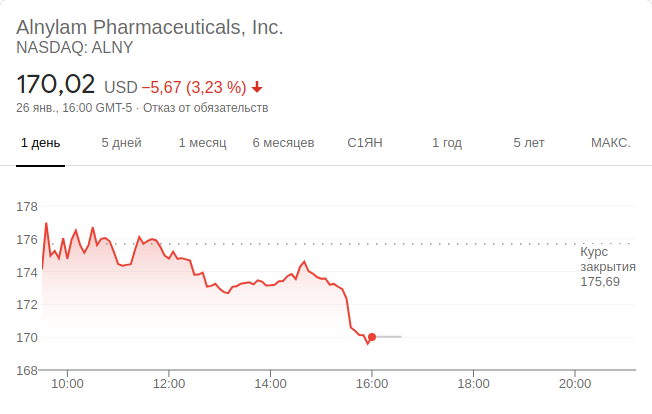 Alnylam Pharmaceuticals, Inc.
NASDAQ: ALNY
170,02 USD −5,67 (3,23 %)
26 янв., 16:00 GMT-5 · Отказ от обязательств
1 день 5 дней 1 месяц 6 месяцев С1ЯН 1 год 5 лет МАКС.
178
176
Курс
закрытия
175,69
174
172
170
168
10:00 12:00 14:00 16:00 18:00 20:00